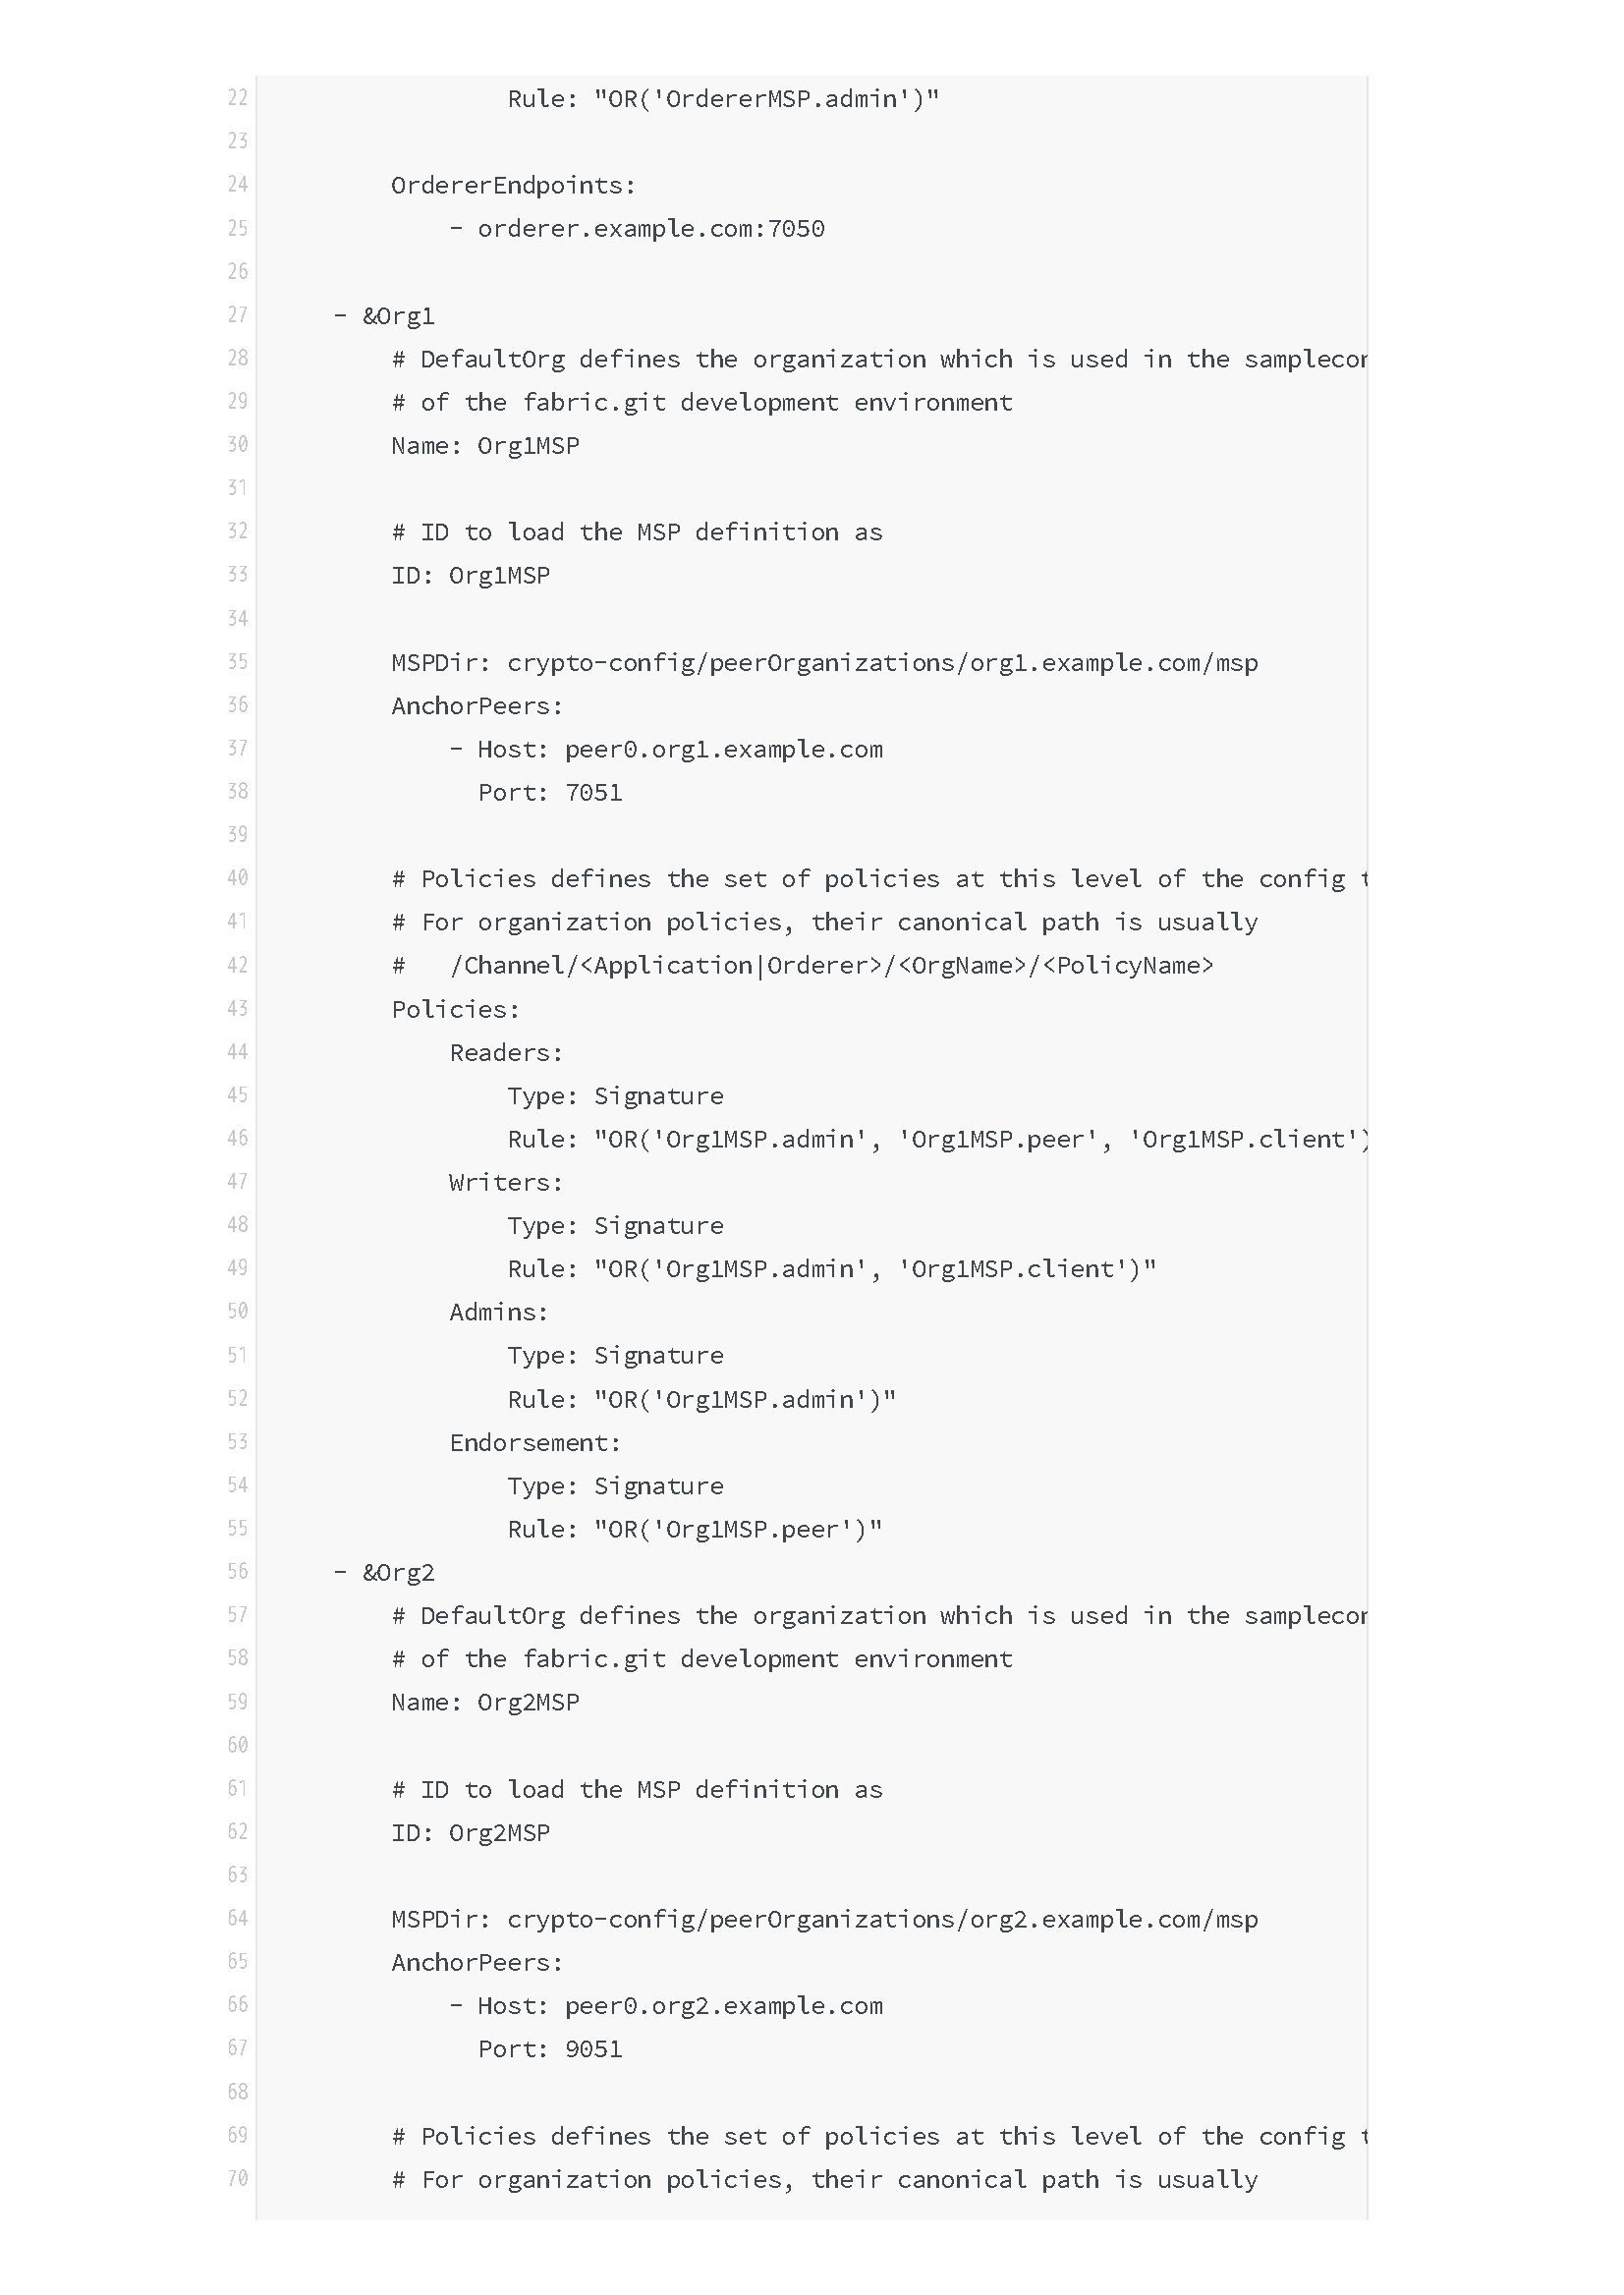 22 Rule: "OR('OrdererMSP.admin')"
23
24 OrdererEndpoints:
25 - orderer.example.com:7050
26
27 - &Org1
28 # DefaultOrg defines the organization which is used in the samplecon
29 # of the fabric.git development environment
30 Name: Org1MSP
31
32 # ID to load the MSP definition as
33 ID: Org1MSP
34
35 MSPDir: crypto-config/peerOrganizations/org1.example.com/msp
36 AnchorPeers:
37 - Host: peer0.org1.example.com
38 Port: 7051
39
40 # Policies defines the set of policies at this level of the config t
41 # For organization policies, their canonical path is usually
42 #   /Channel/<Application|Orderer>/<OrgName>/<PolicyName>
43 Policies:
44 Readers:
45 Type: Signature
46 Rule: "OR('Org1MSP.admin', 'Org1MSP.peer', 'Org1MSP.client')
47 Writers:
48 Type: Signature
49 Rule: "OR('Org1MSP.admin', 'Org1MSP.client')"
50 Admins:
51 Type: Signature
52 Rule: "OR('Org1MSP.admin')"
53 Endorsement:
54 Type: Signature
55 Rule: "OR('Org1MSP.peer')"
56 - &Org2
57 # DefaultOrg defines the organization which is used in the samplecon
58 # of the fabric.git development environment
59 Name: Org2MSP
60
61 # ID to load the MSP definition as
62 ID: Org2MSP
63
64 MSPDir: crypto-config/peerOrganizations/org2.example.com/msp
65 AnchorPeers:
66 - Host: peer0.org2.example.com
67 Port: 9051
68
69 # Policies defines the set of policies at this level of the config t
70 # For organization policies, their canonical path is usually